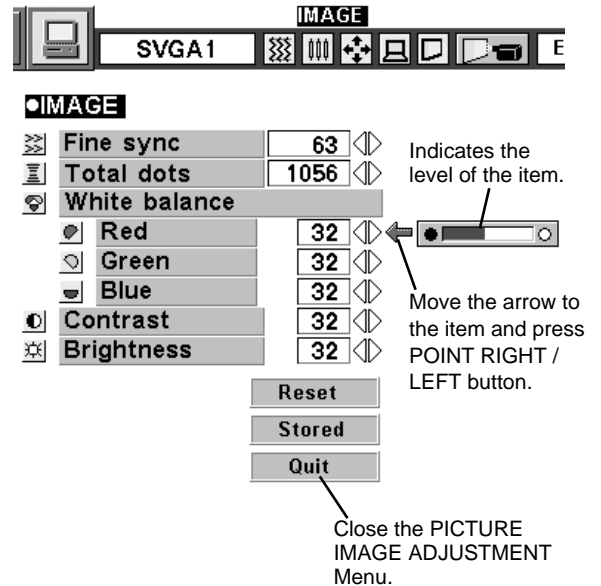 IMAGE
SVGA1
E
●IMAGE
Fine sync 63
Total dots 1056
White balance
Red 32
Green 32
Blue 32
Contrast 32
Brightness 32
Reset
Stored
Quit
Indicates the
level of the item.
Move the arrow to
the item and press
POINT RIGHT /
LEFT button.
Close the PICTURE
IMAGE ADJUSTMENT
Menu.